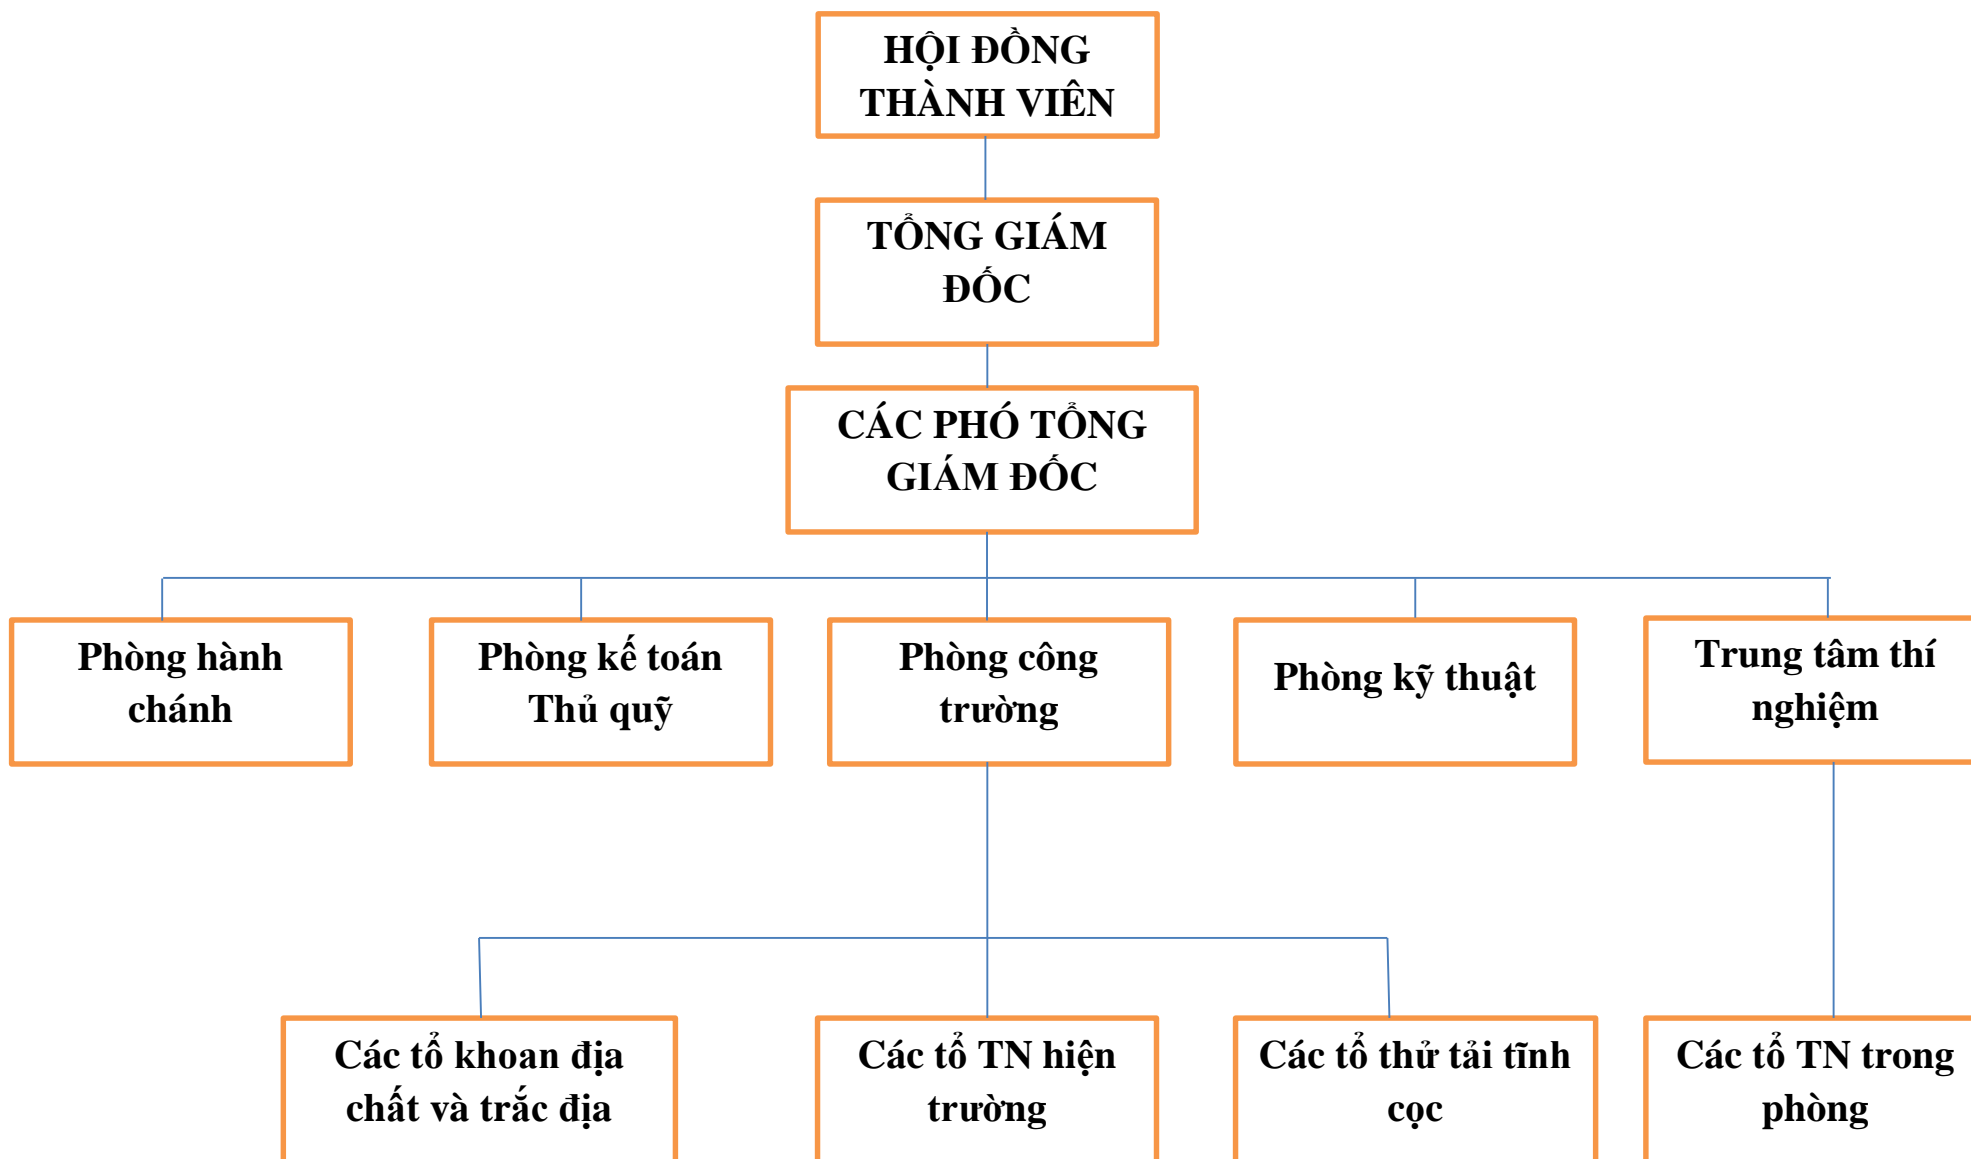 HỘI ĐỒNG
THÀNH VIÊN
TỔNG GIÁM
ĐỐC
CÁC PHÓ TỔNG
GIÁM ĐỐC
Phòng hành
chánh
Phòng kế toán
Thủ quỹ
Phòng công
trường
Phòng kỹ thuật
Trung tâm thí
nghiệm
Các tổ khoan địa
chất và trắc địa
Các tổ TN hiện
trường
Các tổ thử tải tĩnh
cọc
Các tổ TN trong
phòng